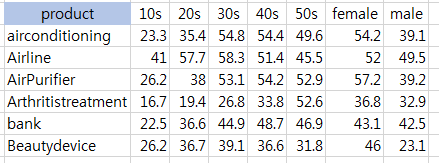 product 10s 20s 30s 40s 50s female male
airconditioning 23.3 35.4 54.8 54.4 49.6 54.2 39.1
Airline 41 57.7 58.3 51.4 45.5 52 49.5
AirPurifier 26.2 38 53.1 54.2 52.9 57.2 39.2
Arthritistreatment 16.7 19.4 26.8 33.8 52.6 36.8 32.9
bank 22.5 36.6 44.9 48.7 46.9 43.1 42.5
Beautydevice 26.2 36.7 39.1 36.6 31.8 46 23.1